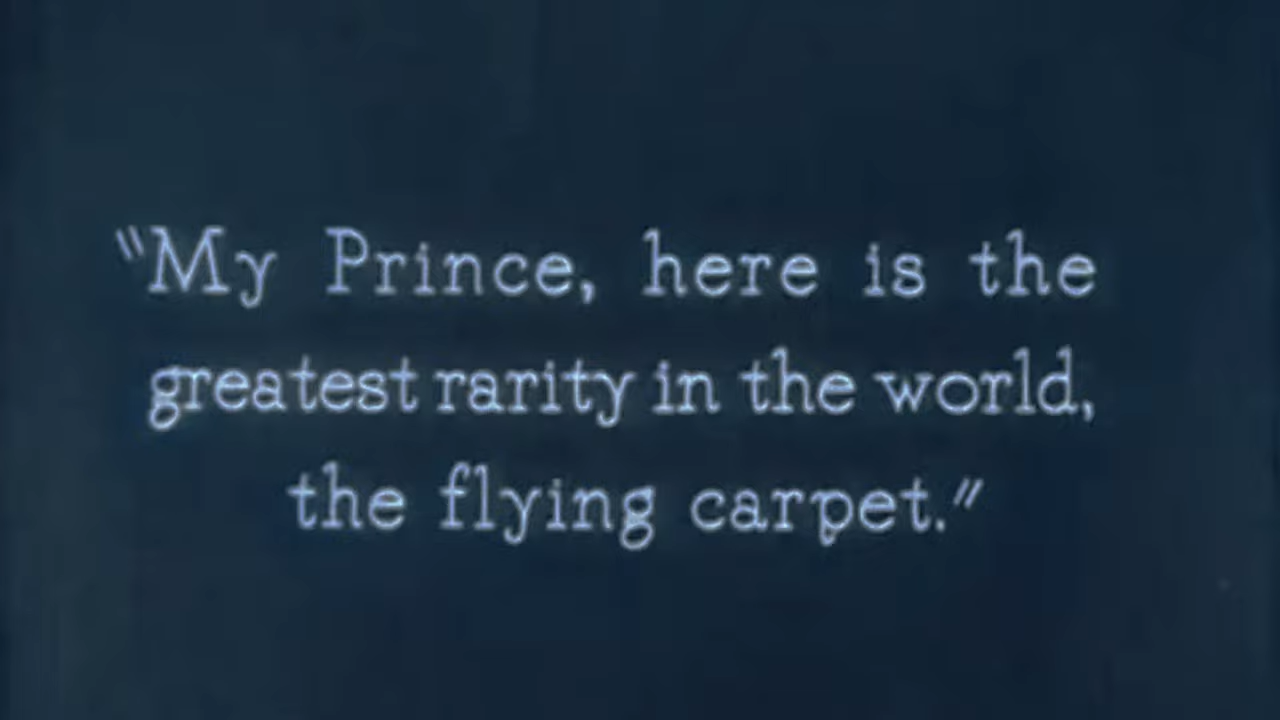 "My Prince, here is the
greatest rarity in the world,
the flying carpet."